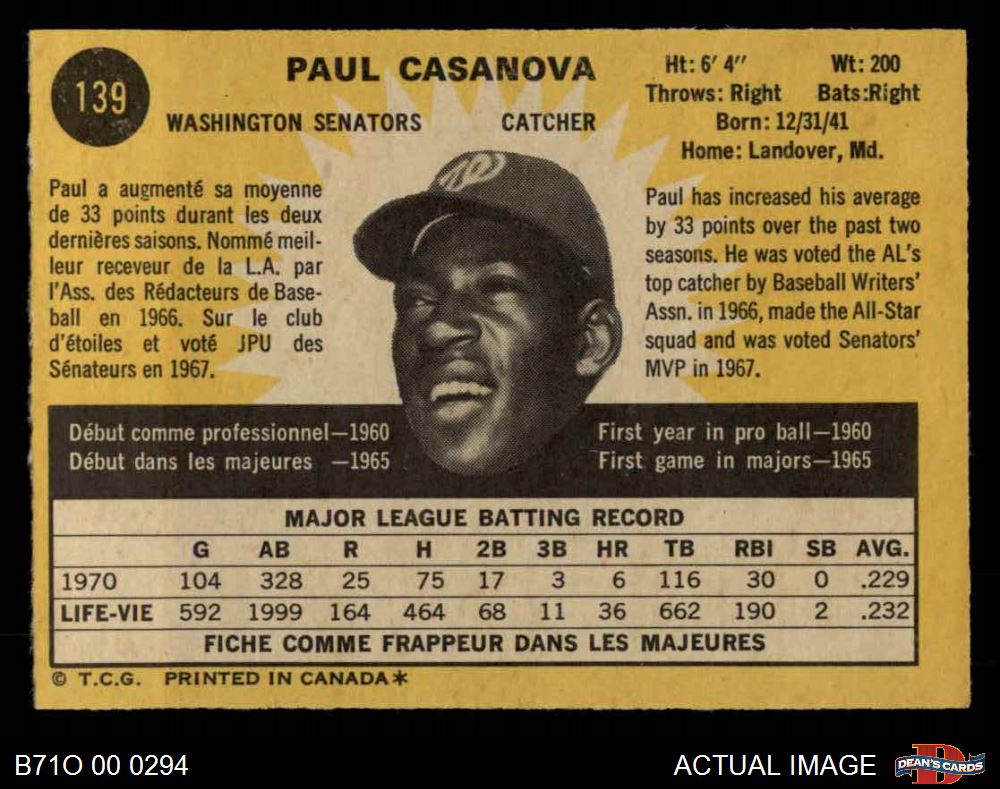 139
PAUL CASANOVA
WASHINGTON SENATORS CATCHER
Ht: 6' 4" Wt: 200
Throws: Right Bats:Right
Born: 12/31/41
Home: Landover, Md.
Paul a augmenté sa moyenne
de 33 points durant les deux
dernières saisons. Nommé meil-
leur receveur de la L.A. par
l'Ass. des Rédacteurs de Base-
ball en 1966. Sur le club
d'étoiles et voté JPU des
Sénateurs en 1967.
W
Paul has increased his average
by 33 points over the past two
seasons. He was voted the AL's
top catcher by Baseball Writers'
Assn. in 1966, made the All-Star
squad and was voted Senators'
MVP in 1967.
Début comme professionnel—1960
Début dans les majeures —1965
First year in pro ball—1960
First game in majors—1965
MAJOR LEAGUE BATTING RECORD
G AB R H 2B 3B HR TB RBI SB AVG.
1970 104 328 25 75 17 3 6 116 30 0 .229
LIFE-VIE 592 1999 164 464 68 11 36 662 190 2 .232
FICHE COMME FRAPPEUR DANS LES MAJEURES
© T.C.G. PRINTED IN CANADA*
B71O 00 0294
ACTUAL IMAGE
D
DEAN'S CARDS